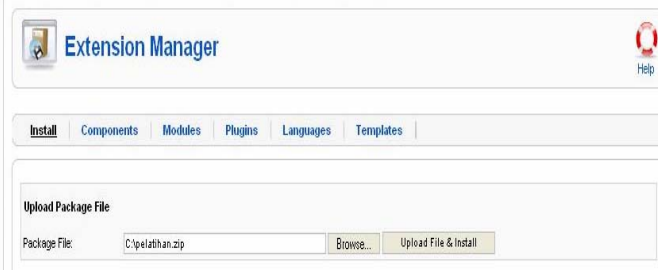 Extension Manager
Help
Install Components Modules Plugins Languages Templates
Upload Package File
Package File: C:\pelatihan.zip Browse... Upload File & Install